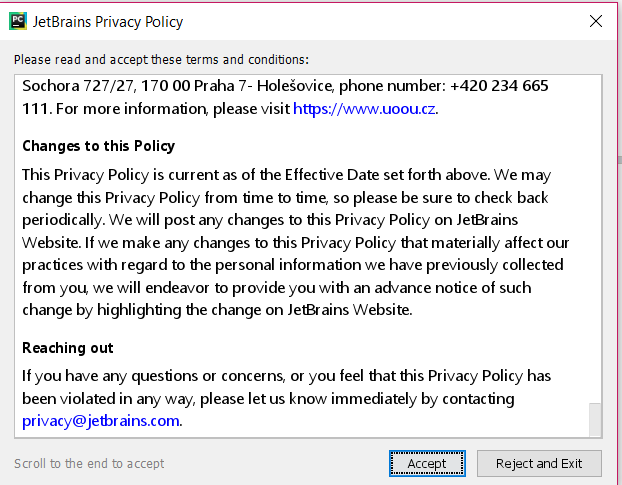 PC
JetBrains Privacy Policy
Please read and accept these terms and conditions:
Sochora 727/27, 170 00 Praha 7- Holešovice, phone number: +420 234 665
111. For more information, please visit https://www.uoou.cz.
Changes to this Policy
This Privacy Policy is current as of the Effective Date set forth above. We may
change this Privacy Policy from time to time, so please be sure to check back
periodically. We will post any changes to this Privacy Policy on JetBrains
Website. If we make any changes to this Privacy Policy that materially affect our
practices with regard to the personal information we have previously collected
from you, we will endeavor to provide you with an advance notice of such
change by highlighting the change on JetBrains Website.
Reaching out
If you have any questions or concerns, or you feel that this Privacy Policy has
been violated in any way, please let us know immediately by contacting
privacy@jetbrains.com.
Scroll to the end to accept
Accept
Reject and Exit